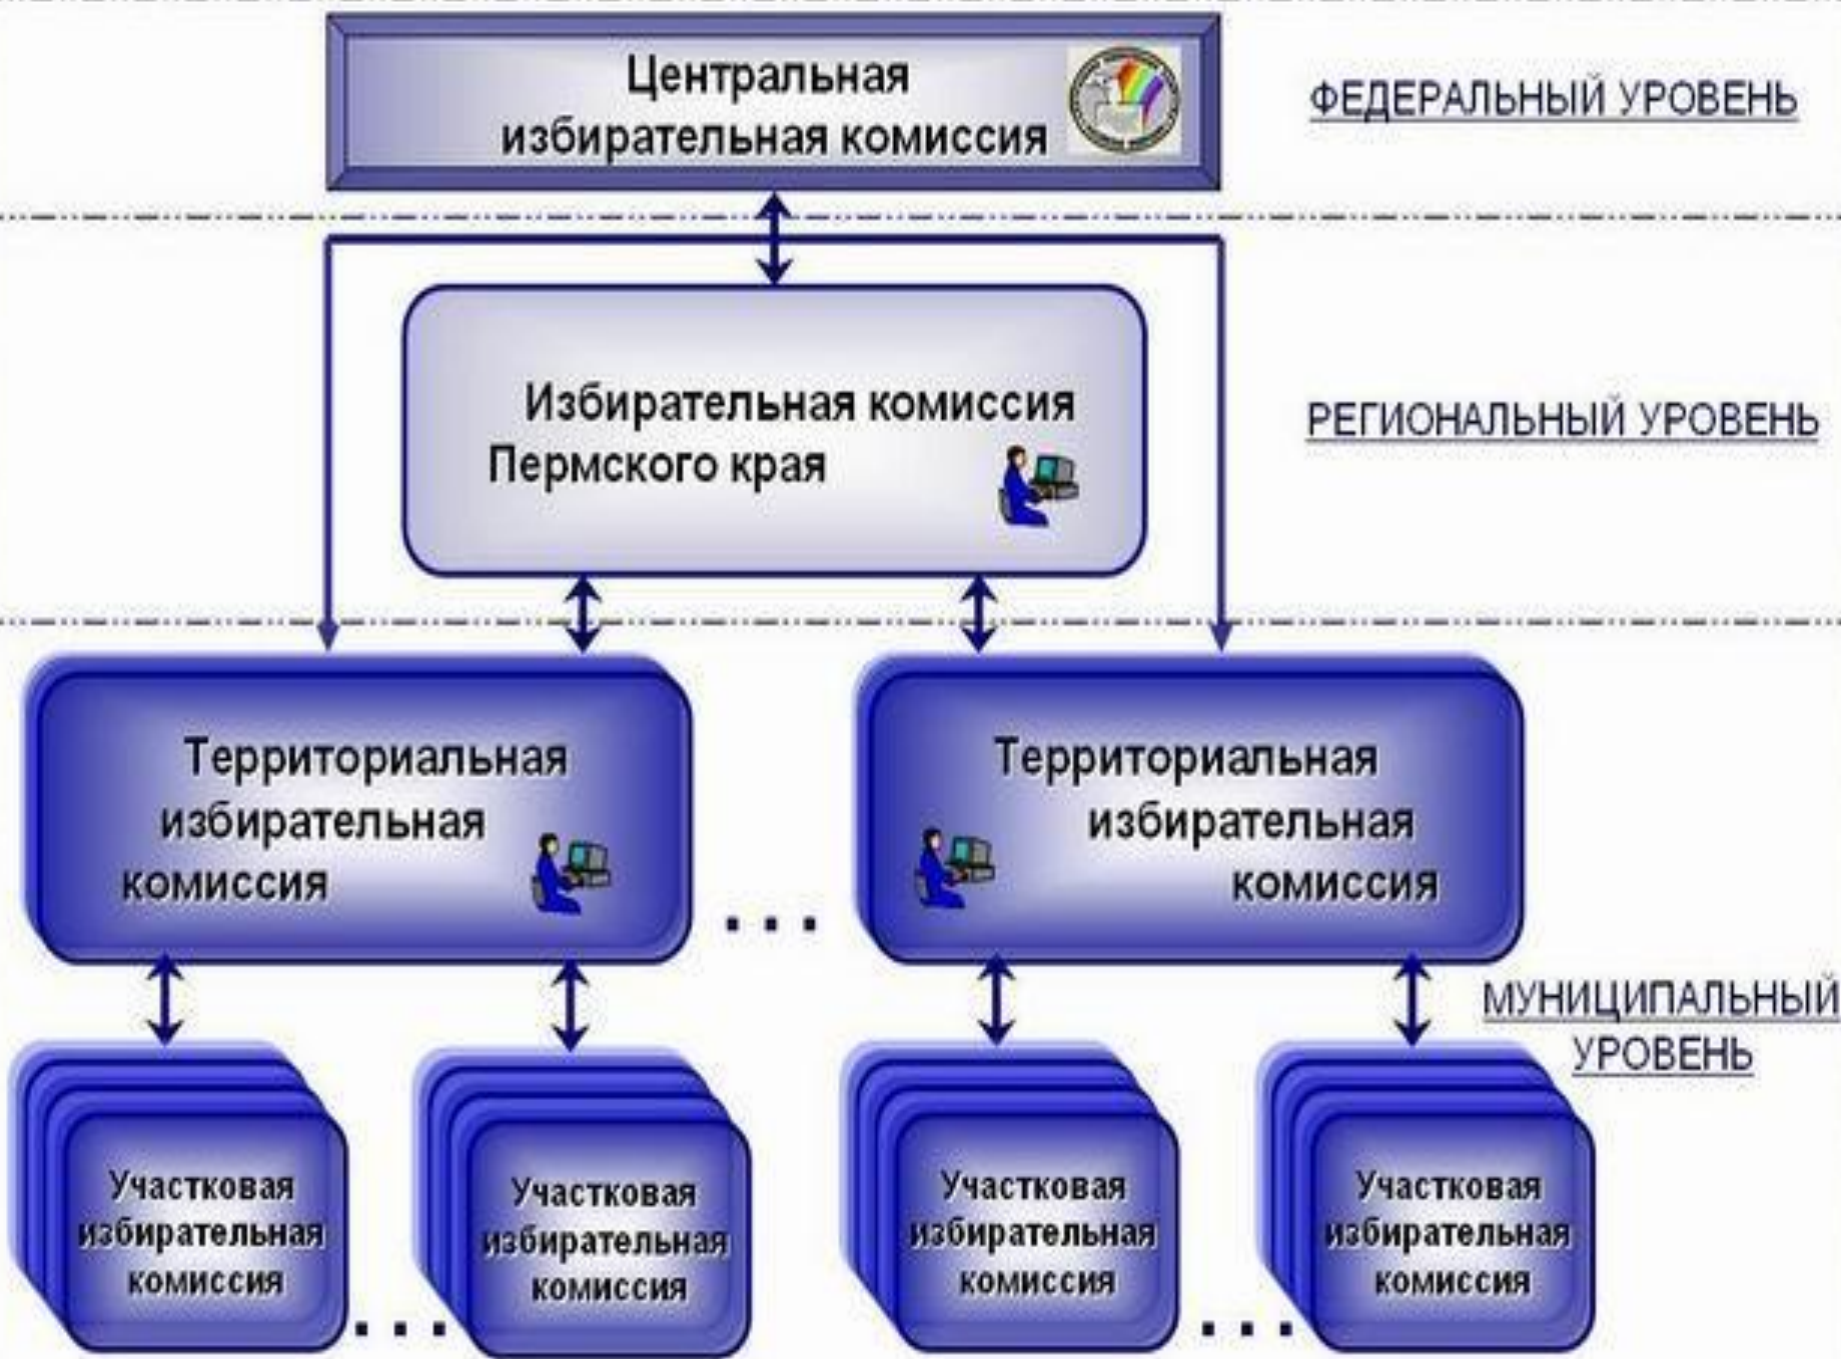 Центральная
избирательная комиссия
ФЕДЕРАЛЬНЫЙ УРОВЕНЬ
Избирательная комиссия
Пермского края
РЕГИОНАЛЬНЫЙ УРОВЕНЬ
Территориальная
избирательная
комиссия
...
Территориальная
избирательная
комиссия
МУНИЦИПАЛЬНЫЙ
УРОВЕНЬ
Участковая
избирательная
комиссия
...
Участковая
избирательная
комиссия
Участковая
избирательная
комиссия
...
Участковая
избирательная
комиссия